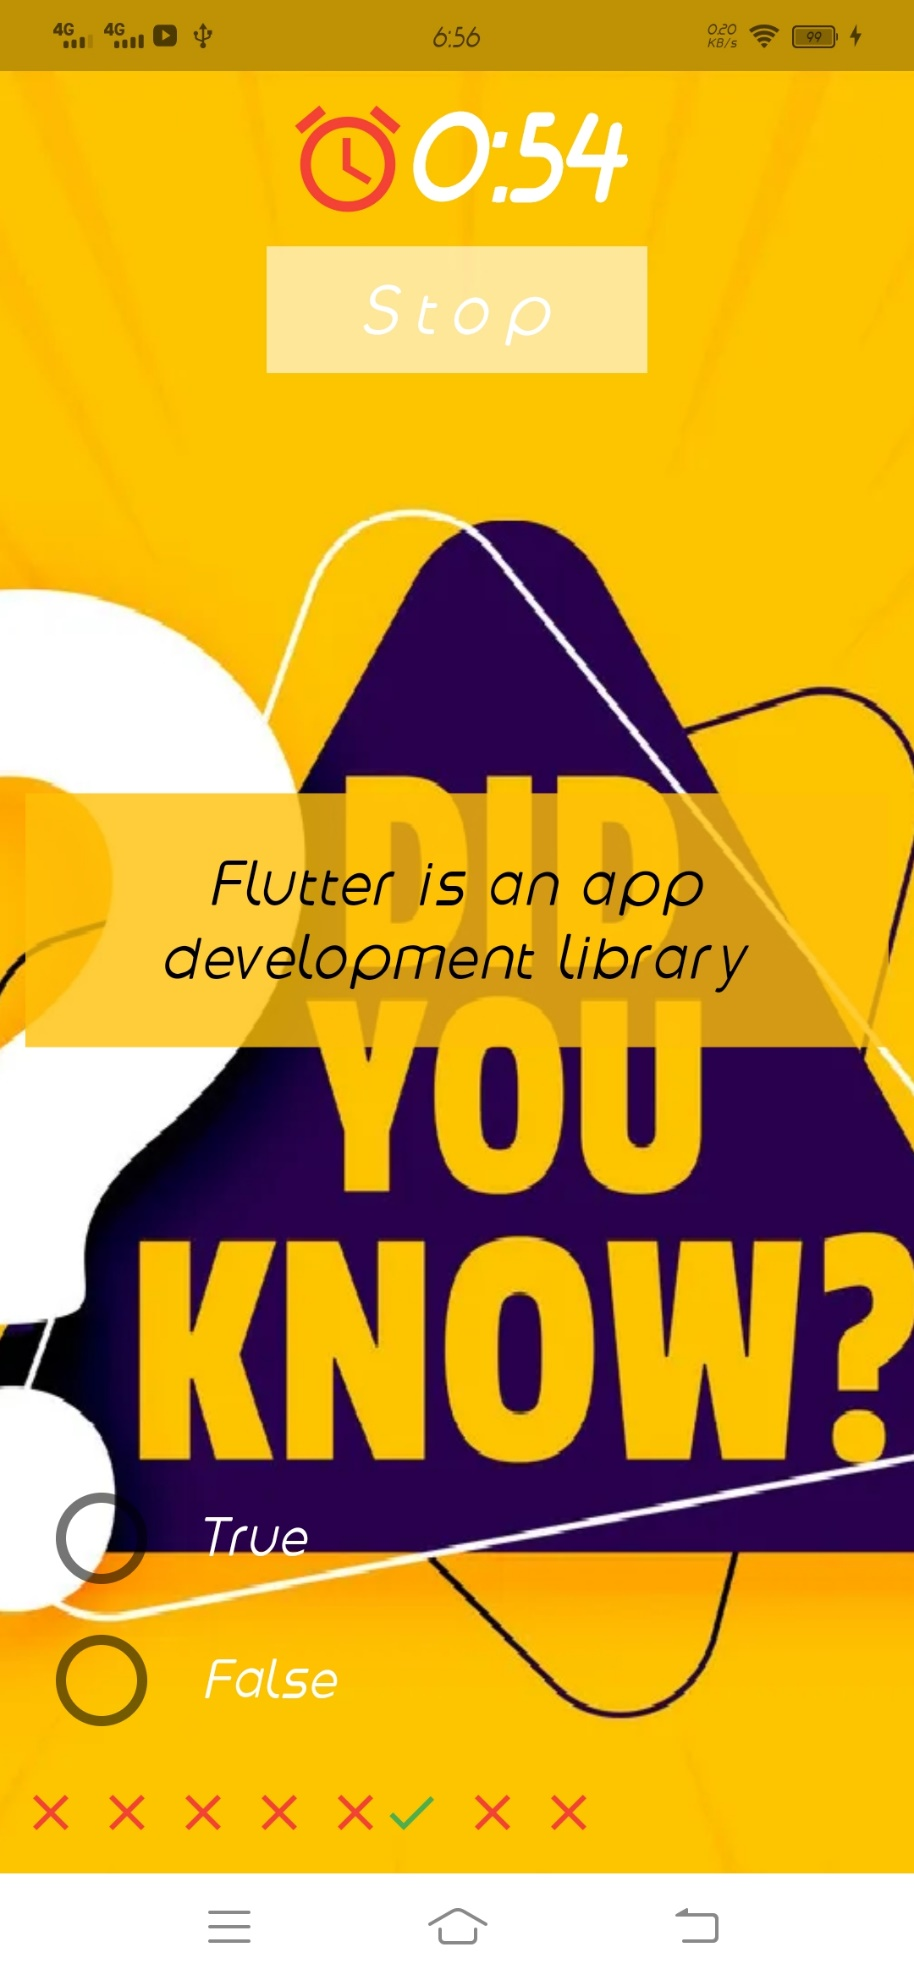 4G 4G 6:56 0.20 KB/s 99
0:54
Stop
DID
Flutter is an app
development library
YOU
KNOW?
True
False